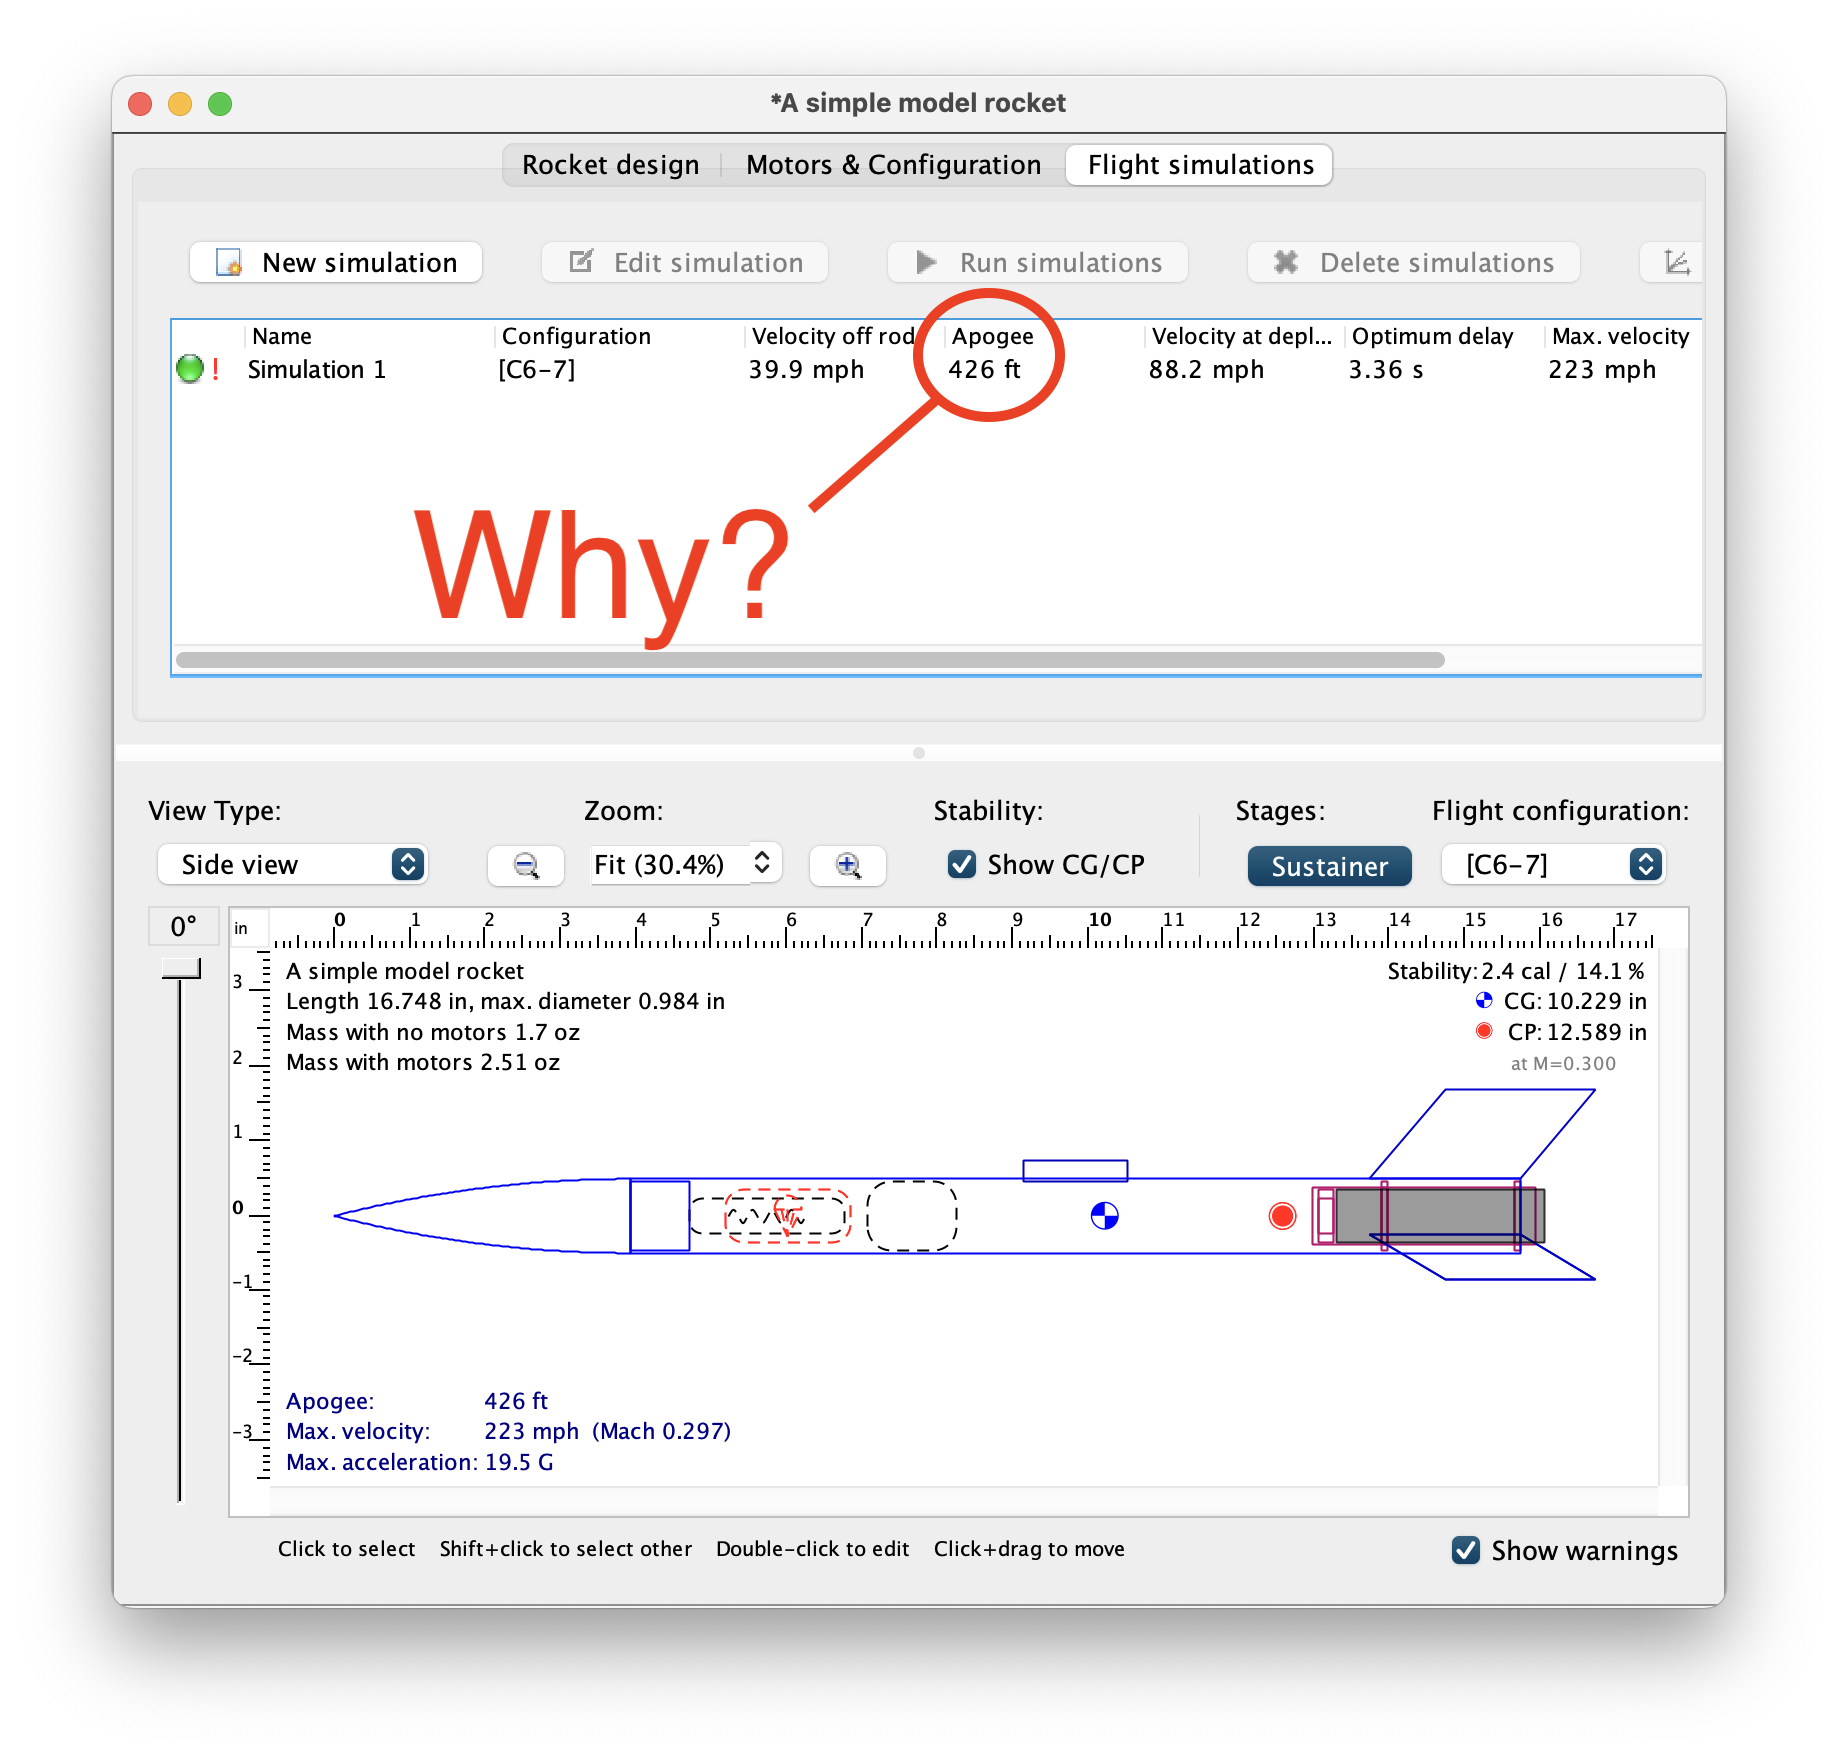 *A simple model rocket
Rocket design Motors & Configuration Flight simulations
New simulation Edit simulation Run simulations Delete simulations
Name Configuration Velocity off rod Apogee Velocity at depl... Optimum delay Max. velocity
! Simulation 1 [C6-7] 39.9 mph 426 ft 88.2 mph 3.36 s 223 mph
Why?
View Type: Zoom: Stability: Stages: Flight configuration:
Side view Fit (30.4%) Show CG/CP Sustainer [C6-7]
0° in 0 1 2 3 4 5 6 7 8 9 10 11 12 13 14 15 16 17
3
2
1
0
-1
-2
-3
A simple model rocket
Length 16.748 in, max. diameter 0.984 in
Mass with no motors 1.7 oz
Mass with motors 2.51 oz
Stability: 2.4 cal / 14.1 %
CG: 10.229 in
CP: 12.589 in
at M=0.300
Apogee: 426 ft
Max. velocity: 223 mph (Mach 0.297)
Max. acceleration: 19.5 G
Click to select Shift+click to select other Double-click to edit Click+drag to move
Show warnings